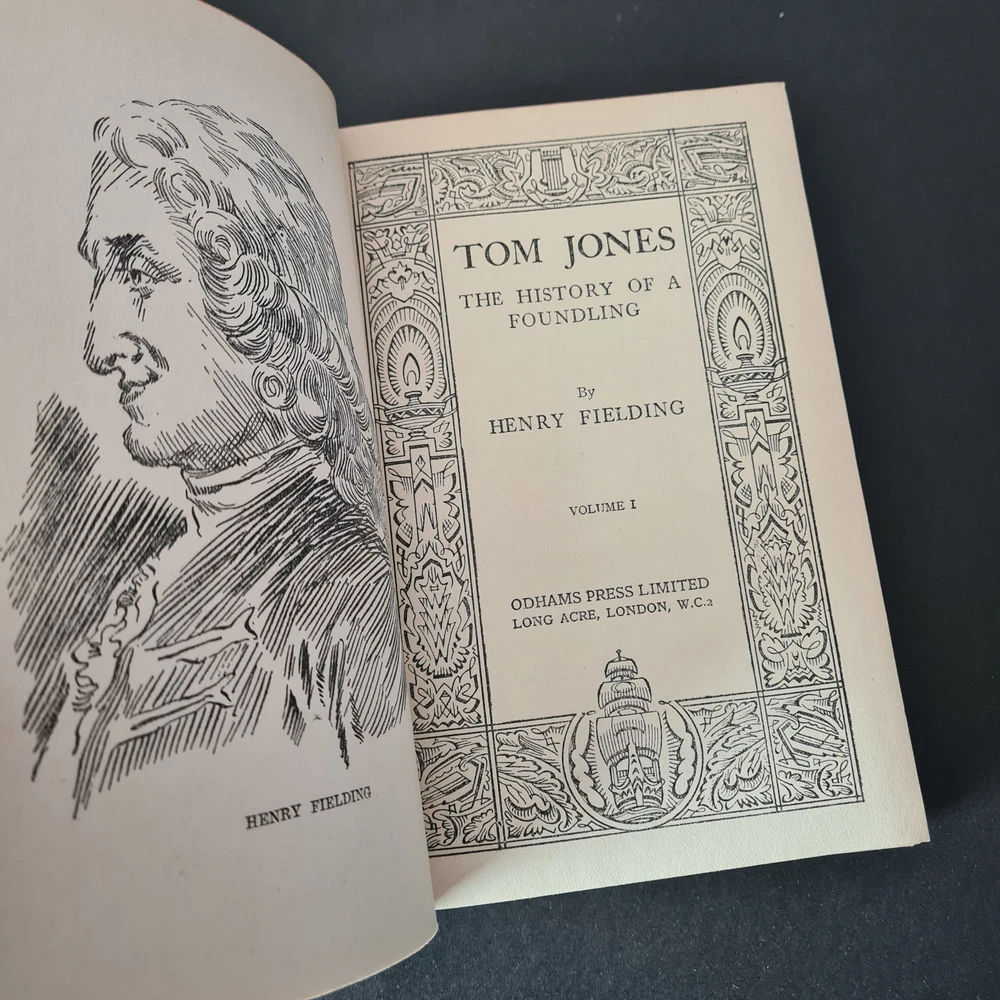 HENRY FIELDING
TOM JONES
THE HISTORY OF A
FOUNDLING
By
HENRY FIELDING
VOLUME I
ODHAMS PRESS LIMITED
LONG ACRE, LONDON, W.C.2